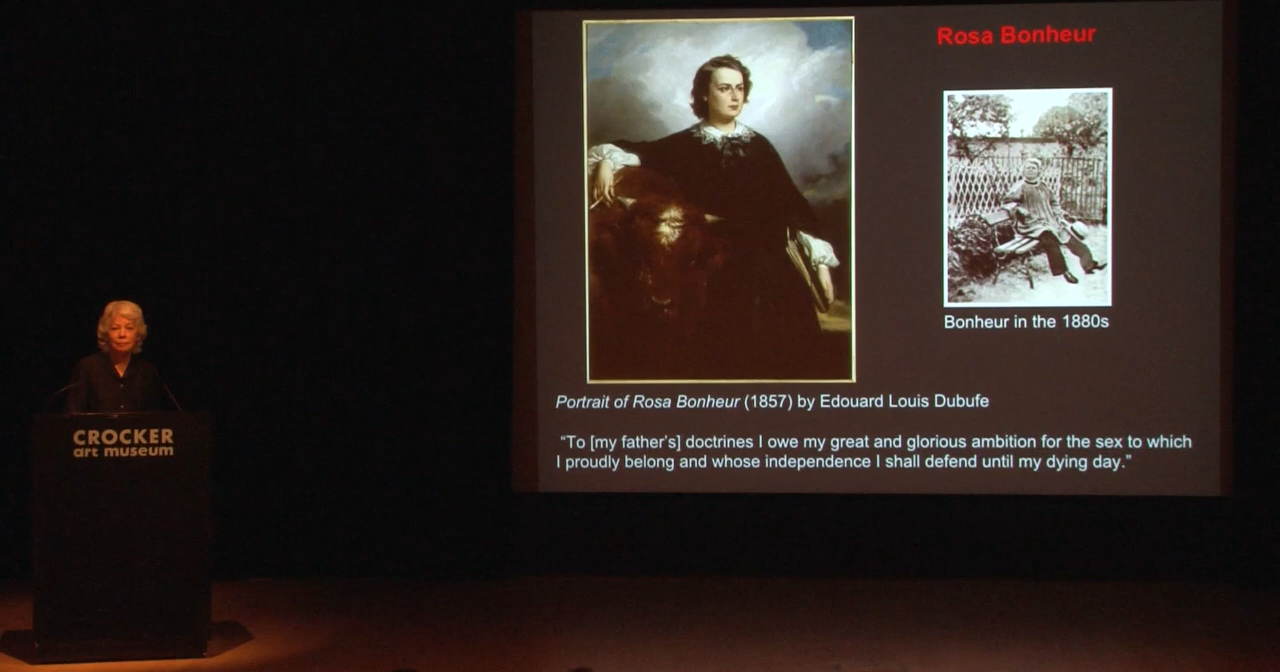 Rosa Bonheur
Bonheur in the 1880s
Portrait of Rosa Bonheur (1857) by Edouard Louis Dubufe
“To [my father’s] doctrines I owe my great and glorious ambition for the sex to which
I proudly belong and whose independence I shall defend until my dying day.”
CROCKER
art museum